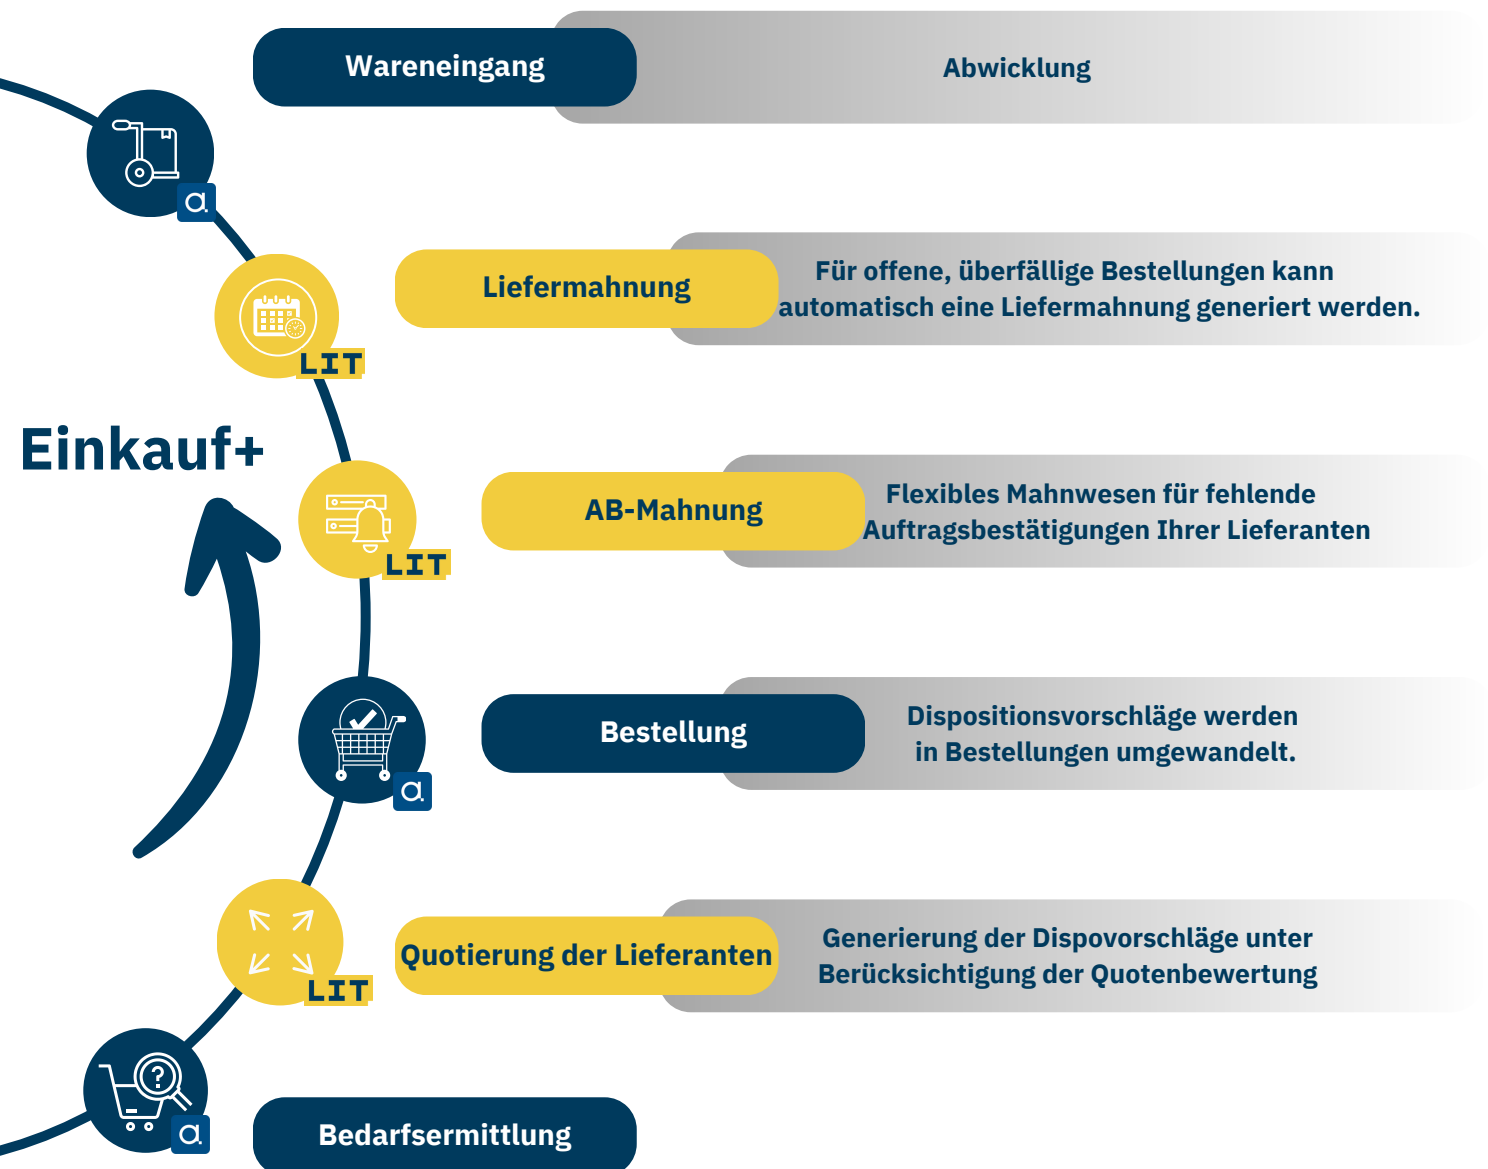 Wareneingang
Abwicklung
a.
Liefermahnung
Für offene, überfällige Bestellungen kann
automatisch eine Liefermahnung generiert werden.
LIT
Einkauf+
AB-Mahnung
Flexibles Mahnwesen für fehlende
Auftragsbestätigungen Ihrer Lieferanten
LIT
Bestellung
Dispositionsvorschläge werden
in Bestellungen umgewandelt.
a.
Quotierung der Lieferanten
Generierung der Dispovorschläge unter
Berücksichtigung der Quotenbewertung
LIT
?
a.
Bedarfsermittlung